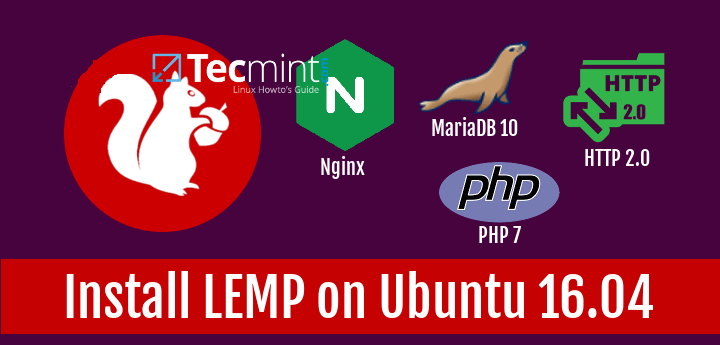 Tecmint.com
Linux Howto's Guide
N
Nginx
MariaDB 10
HTTP
2.0
HTTP 2.0
php
PHP 7
Install LEMP on Ubuntu 16.04